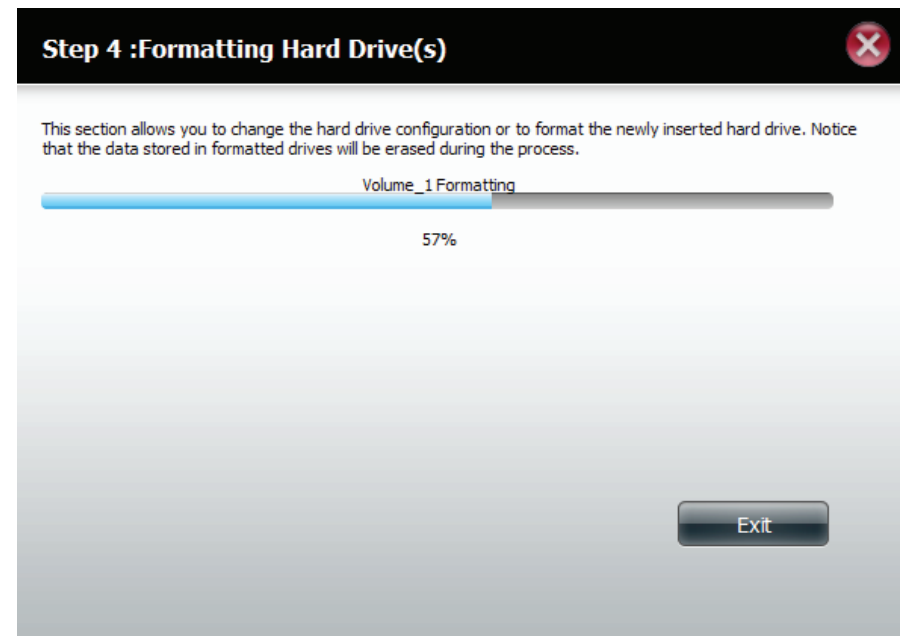 Step 4 :Formatting Hard Drive(s)
This section allows you to change the hard drive configuration or to format the newly inserted hard drive. Notice
that the data stored in formatted drives will be erased during the process.
Volume_1 Formatting
57%
Exit